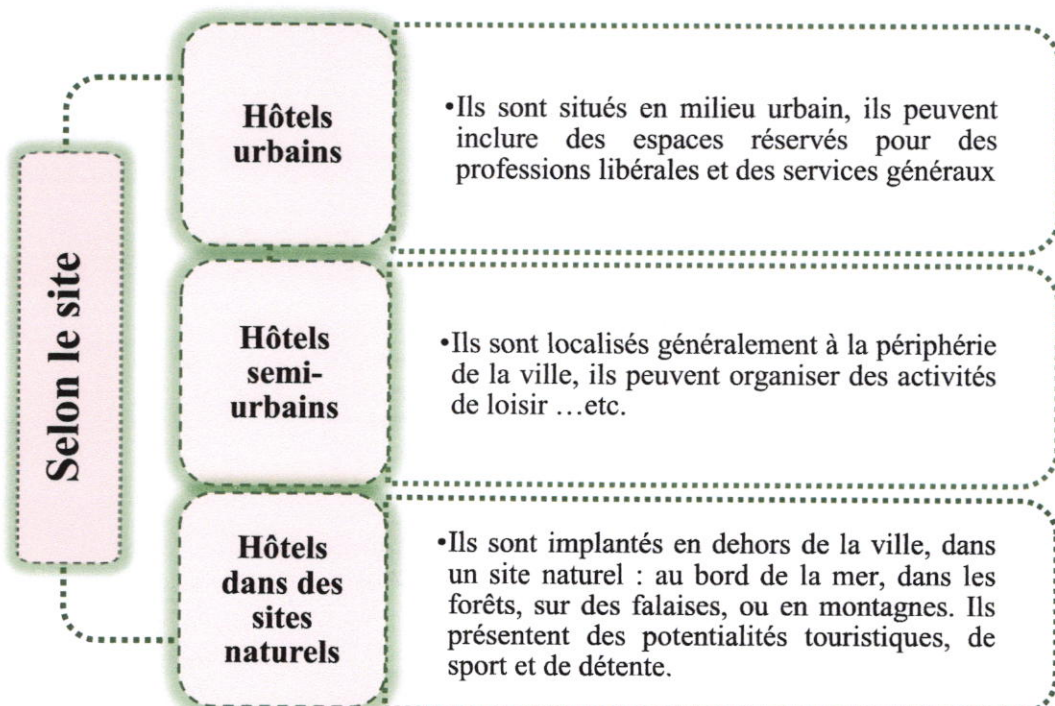 Selon le site
Hôtels
urbains
•Ils sont situés en milieu urbain, ils peuvent
inclure des espaces réservés pour des
professions libérales et des services généraux
Hôtels
semi-
urbains
•Ils sont localisés généralement à la périphérie
de la ville, ils peuvent organiser des activités
de loisir …etc.
Hôtels
dans des
sites
naturels
•Ils sont implantés en dehors de la ville, dans
un site naturel : au bord de la mer, dans les
forêts, sur des falaises, ou en montagnes. Ils
présentent des potentialités touristiques, de
sport et de détente.